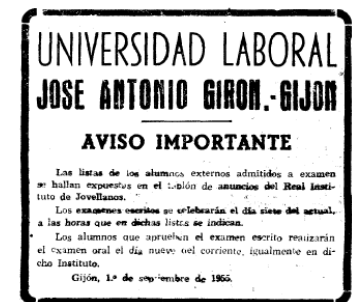 UNIVERSIDAD LABORAL
JOSE ANTONIO GIRON.-GIJON
AVISO IMPORTANTE
Las listas de los alumnos externos admitidos a examen
se hallan expuestas en el tablón de anuncios del Real Insti-
tuto de Jovellanos.
Los examenes escritos se celebrarán el día siete del actual,
a las horas que en dichas listas se indican.
Los alumnos que aprueben el examen escrito realizarán
el examen oral el día nueve del corriente, igualmente en di-
cho Instituto.
Gijón, 1.º de septiembre de 1955.